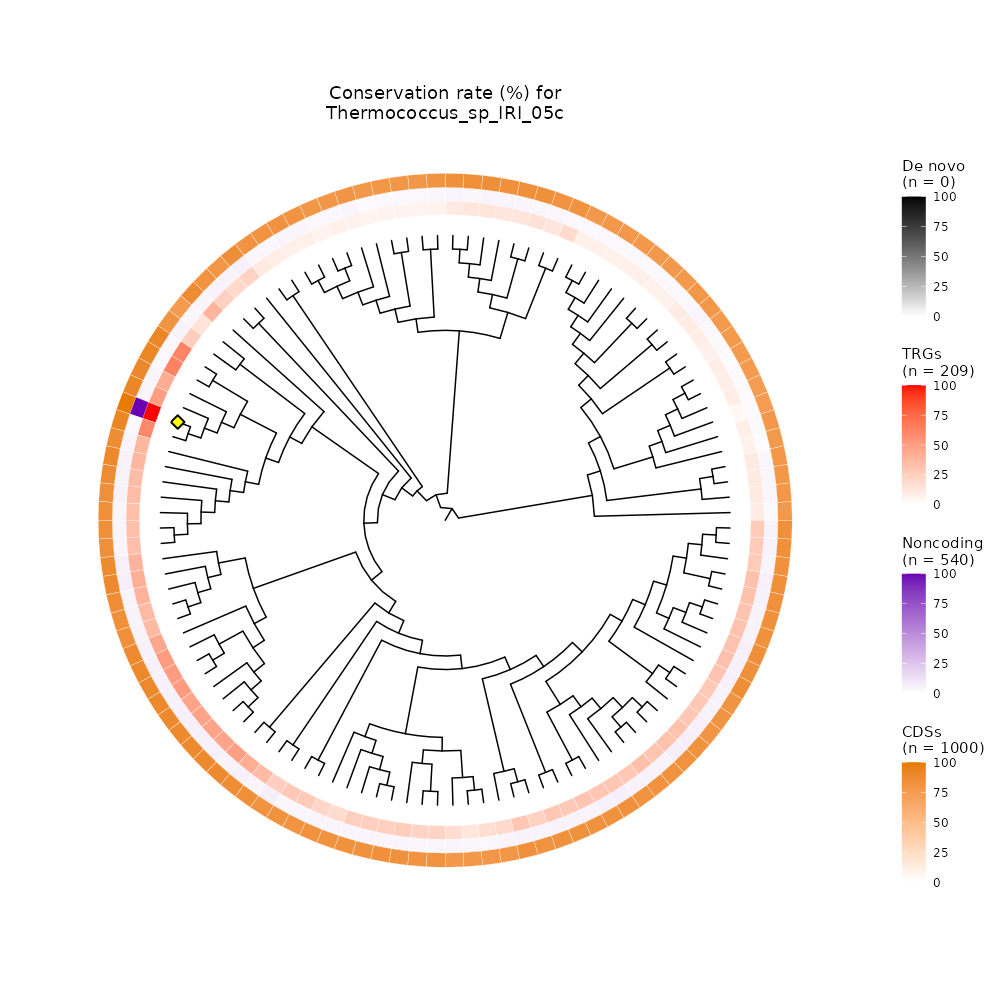 Conservation rate (%) for
Thermococcus_sp_IRI_05c
De novo
(n = 0)
100
75
50
25
0
TRGs
(n = 209)
100
75
50
25
0
Noncoding
(n = 540)
100
75
50
25
0
CDSs
(n = 1000)
100
75
50
25
0